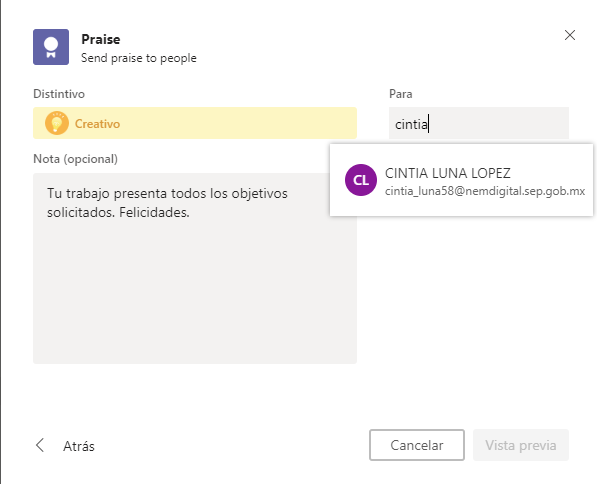 Praise
Send praise to people
Distintivo
Creativo
Para
cintia
CL
CINTIA LUNA LOPEZ
cintia_luna58@nemdigital.sep.gob.mx
Nota (opcional)
Tu trabajo presenta todos los objetivos
solicitados. Felicidades.
Atrás
Cancelar
Vista previa